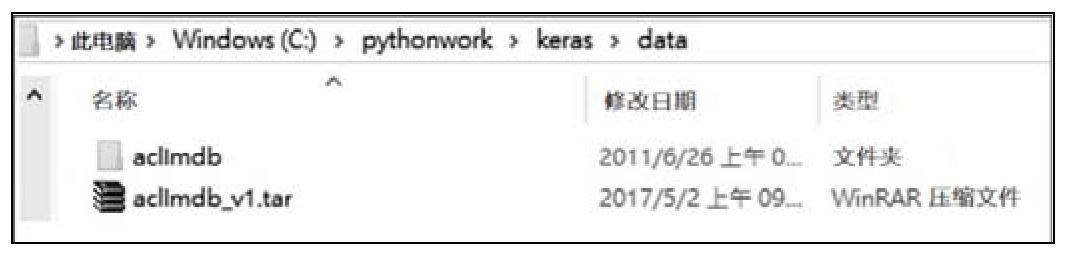 > 此电脑 > Windows (C:) > pythonwork > keras > data
名称 修改日期 类型
aclImdb 2011/6/26 上午 0... 文件夹
aclImdb_v1.tar 2017/5/2 上午 09... WinRAR 压缩文件